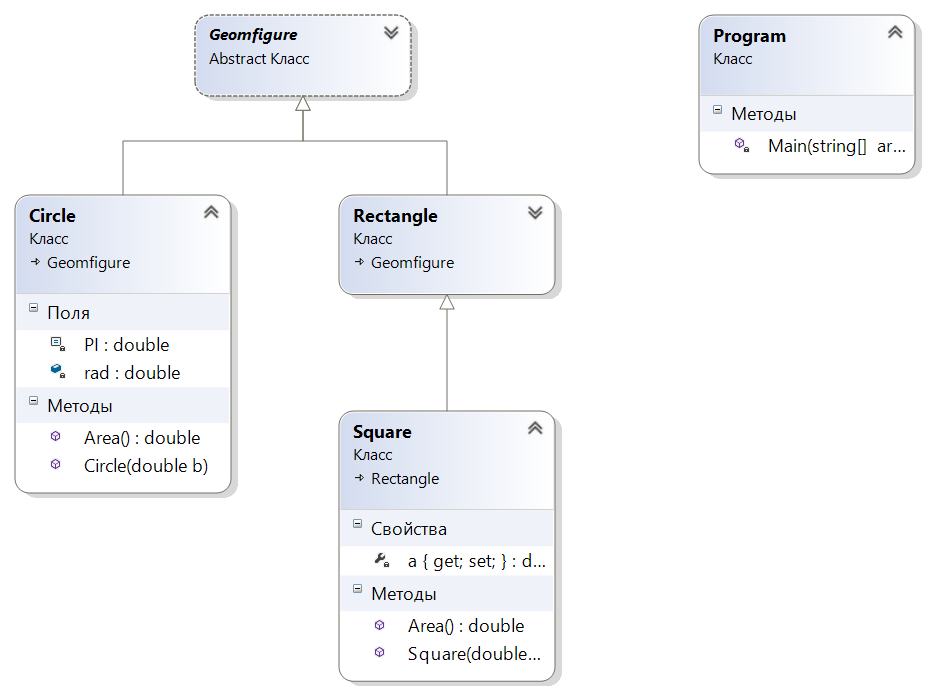 Geomfigure
Abstract Класс
Program
Класс
Методы
Main(string[] ar...
Circle
Класс
Geomfigure
Поля
PI : double
rad : double
Методы
Area() : double
Circle(double b)
Rectangle
Класс
Geomfigure
Square
Класс
Rectangle
Свойства
a { get; set; } : d...
Методы
Area() : double
Square(double...